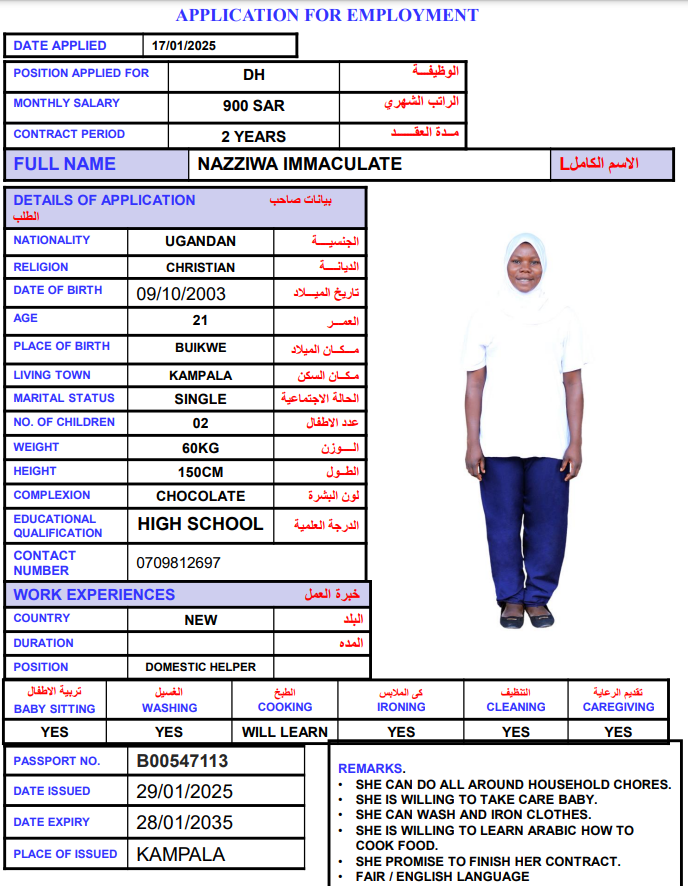 APPLICATION FOR EMPLOYMENT
DATE APPLIED 17/01/2025
POSITION APPLIED FOR DH الوظيفـــة
MONTHLY SALARY 900 SAR الراتب الشهري
CONTRACT PERIOD 2 YEARS مــدة العقــــد
FULL NAME NAZZIWA IMMACULATE الاسم الكاملL
DETAILS OF APPLICATION بيانات صاحب
الطلب
NATIONALITY UGANDAN الجنسيـــة
RELIGION CHRISTIAN الديانـــة
DATE OF BIRTH 09/10/2003 تاريخ الميـــلاد
AGE 21 العمـــر
PLACE OF BIRTH BUIKWE مـــكـان الميلاد
LIVING TOWN KAMPALA مكــان السكن
MARITAL STATUS SINGLE الحالة الاجتماعية
NO. OF CHILDREN 02 عدد الاطفال
WEIGHT 60KG الـــوزن
HEIGHT 150CM الطــول
COMPLEXION CHOCOLATE لون البشرة
EDUCATIONAL QUALIFICATION HIGH SCHOOL الدرجة العلمية
CONTACT NUMBER 0709812697
WORK EXPERIENCES خبرة العمل
COUNTRY NEW البلد
DURATION المده
POSITION DOMESTIC HELPER
تربية الاطفال الغسيل الطبخ كى الملابس التنظيف تقديم الرعاية
BABY SITTING WASHING COOKING IRONING CLEANING CAREGIVING
YES YES WILL LEARN YES YES YES
PASSPORT NO. B00547113
DATE ISSUED 29/01/2025
DATE EXPIRY 28/01/2035
PLACE OF ISSUED KAMPALA
REMARKS.
• SHE CAN DO ALL AROUND HOUSEHOLD CHORES.
• SHE IS WILLING TO TAKE CARE BABY.
• SHE CAN WASH AND IRON CLOTHES.
• SHE IS WILLING TO LEARN ARABIC HOW TO
COOK FOOD.
• SHE PROMISE TO FINISH HER CONTRACT.
• FAIR / ENGLISH LANGUAGE